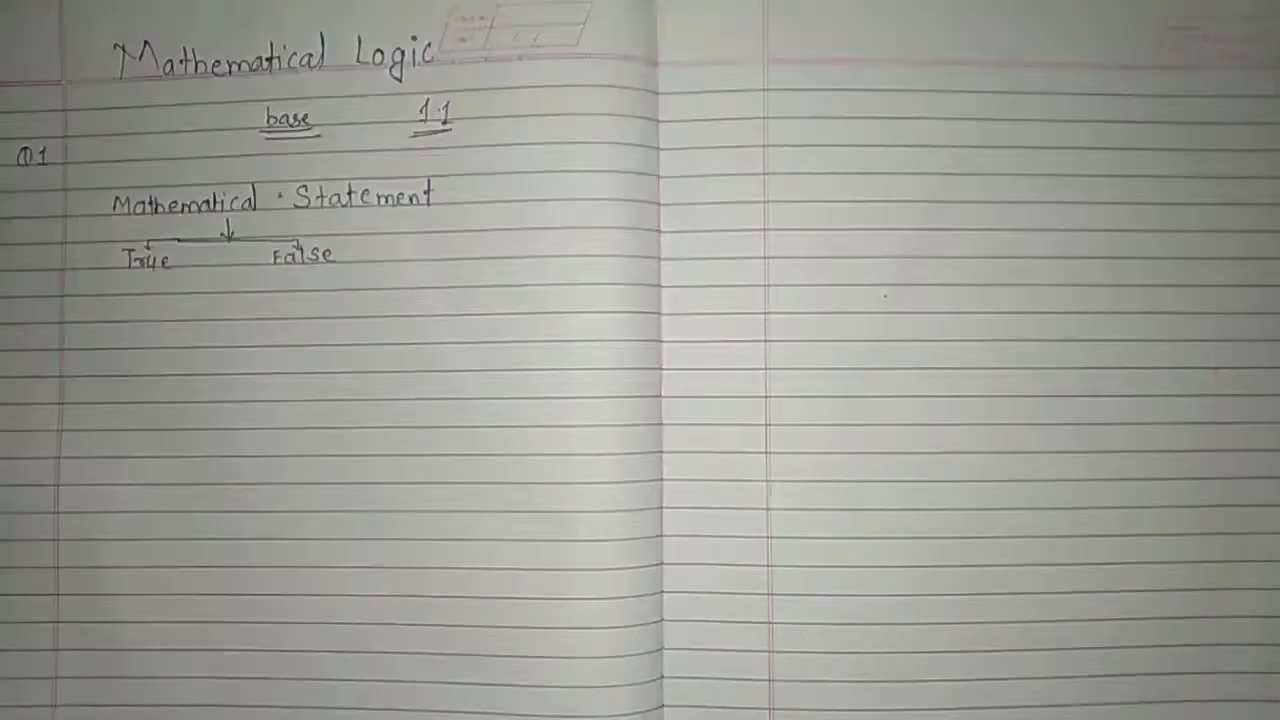 Mathematical Logic
base 1.1
Q1
Mathematical Statement
True False